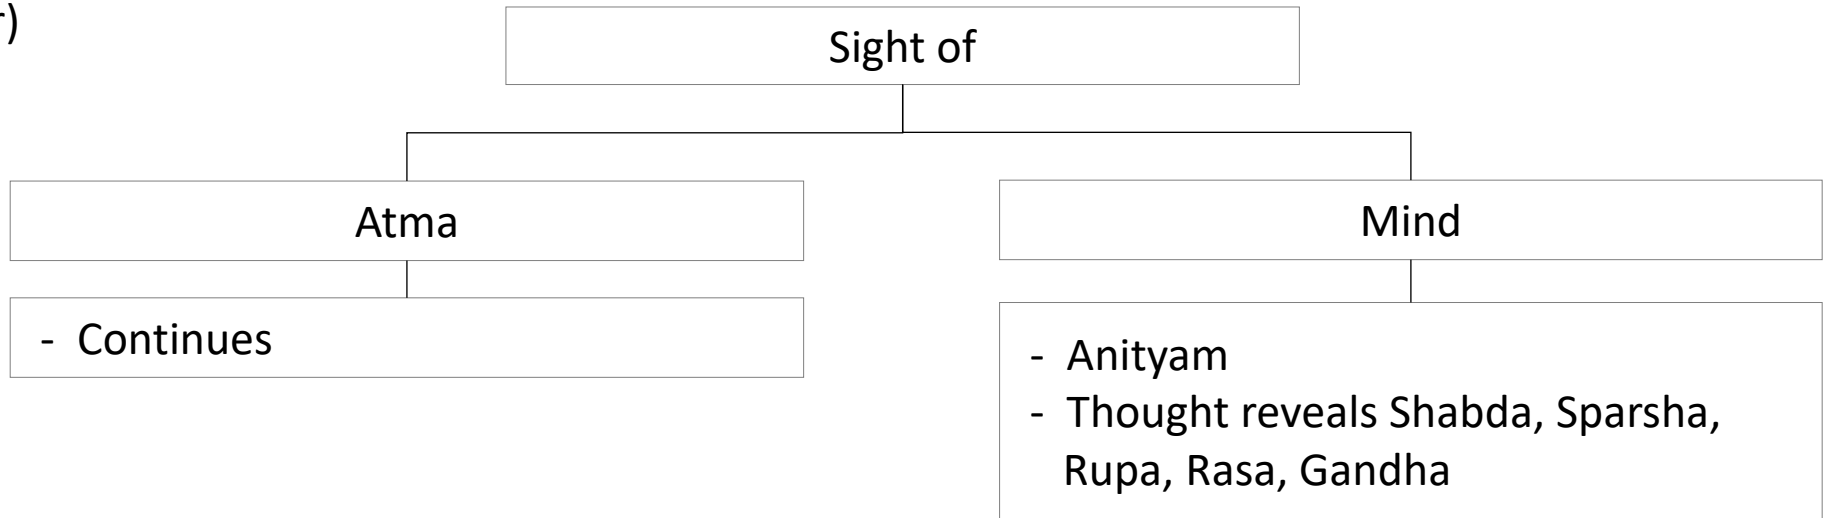 r)
Sight of
Atma
Mind
- Continues
- Anityam
- Thought reveals Shabda, Sparsha,
Rupa, Rasa, Gandha